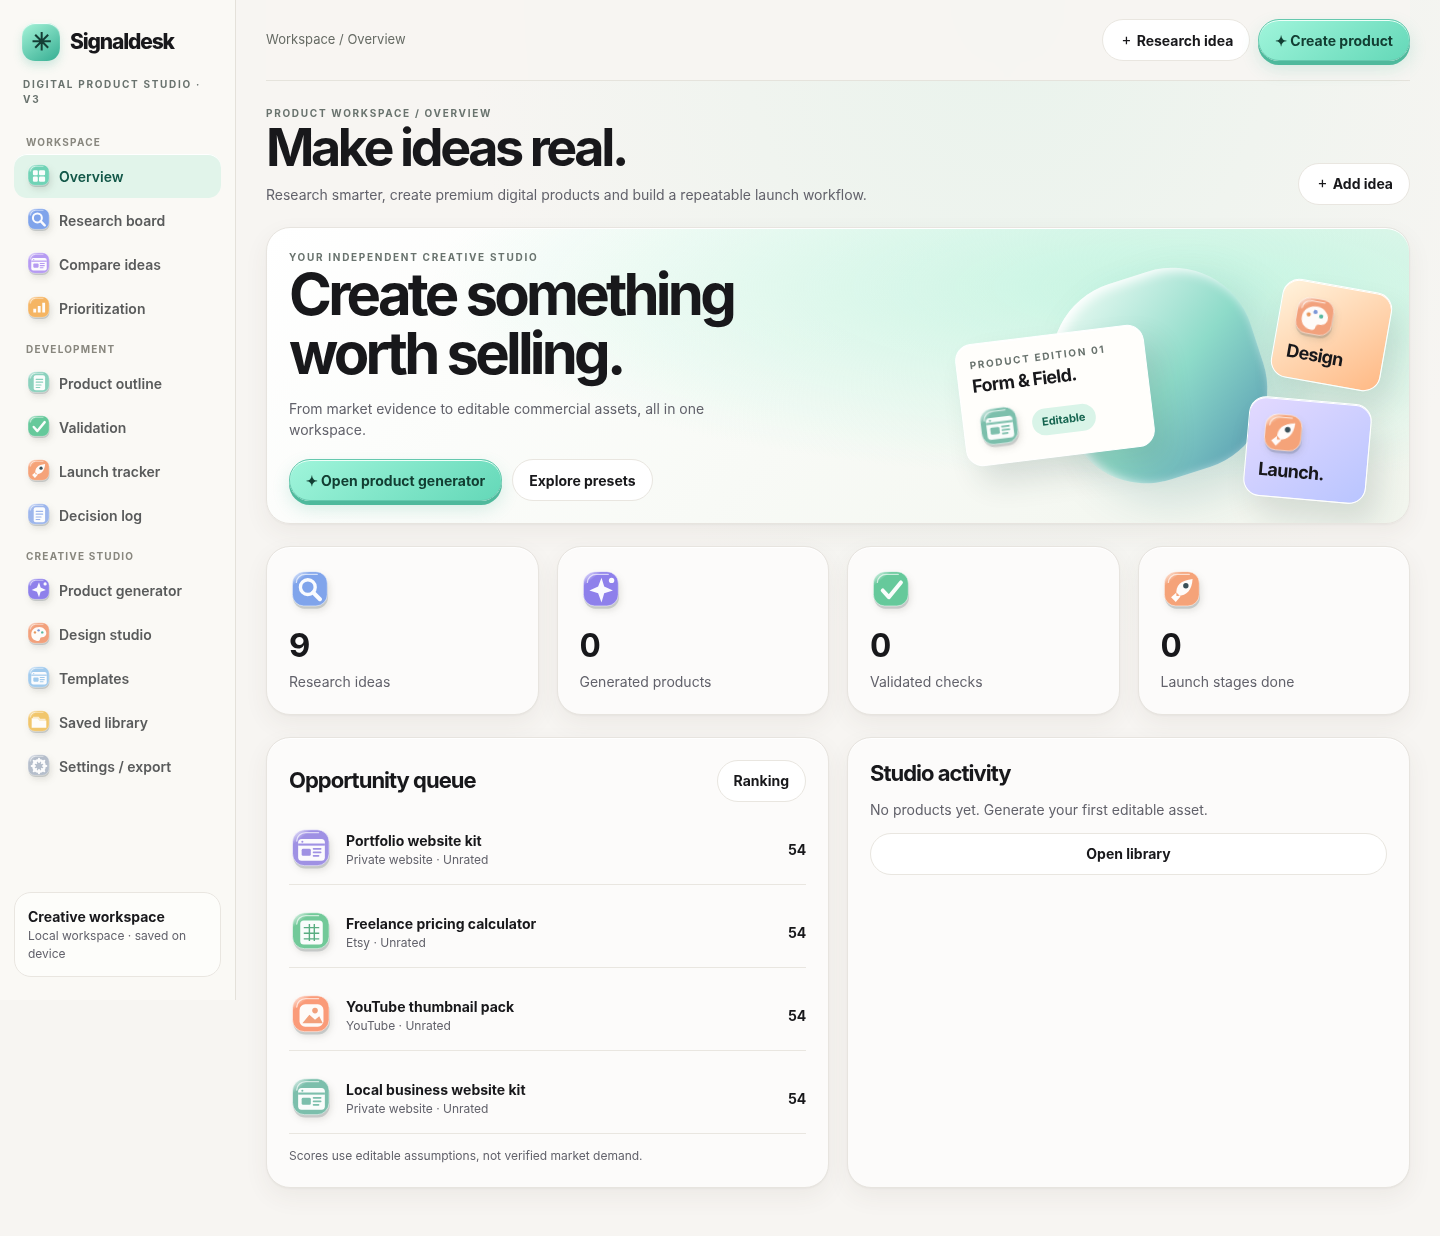 Signaldesk
DIGITAL PRODUCT STUDIO ·
V3
WORKSPACE
Overview
Research board
Compare ideas
Prioritization
DEVELOPMENT
Product outline
Validation
Launch tracker
Decision log
CREATIVE STUDIO
Product generator
Design studio
Templates
Saved library
Settings / export
Creative workspace
Local workspace · saved on
device
Workspace / Overview
+ Research idea
✦ Create product
PRODUCT WORKSPACE / OVERVIEW
Make ideas real.
Research smarter, create premium digital products and build a repeatable launch workflow.
+ Add idea
YOUR INDEPENDENT CREATIVE STUDIO
Create something
worth selling.
From market evidence to editable commercial assets, all in one
workspace.
✦ Open product generator
Explore presets
PRODUCT EDITION 01
Form & Field.
Editable
Design
Launch.
9
Research ideas
0
Generated products
0
Validated checks
0
Launch stages done
Opportunity queue
Ranking
Portfolio website kit
Private website · Unrated
54
Freelance pricing calculator
Etsy · Unrated
54
YouTube thumbnail pack
YouTube · Unrated
54
Local business website kit
Private website · Unrated
54
Scores use editable assumptions, not verified market demand.
Studio activity
No products yet. Generate your first editable asset.
Open library